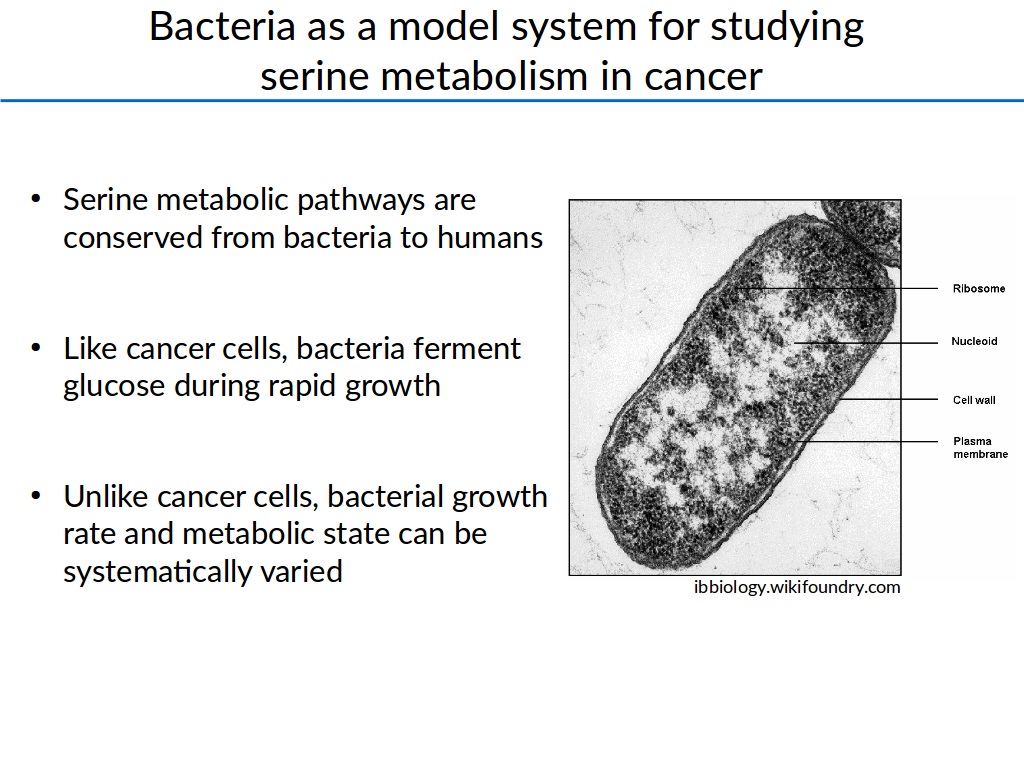 Bacteria as a model system for studying
serine metabolism in cancer
• Serine metabolic pathways are
conserved from bacteria to humans
• Like cancer cells, bacteria ferment
glucose during rapid growth
• Unlike cancer cells, bacterial growth
rate and metabolic state can be
systematically varied
Ribosome
Nucleoid
Cell wall
Plasma
membrane
ibbiology.wikifoundry.com